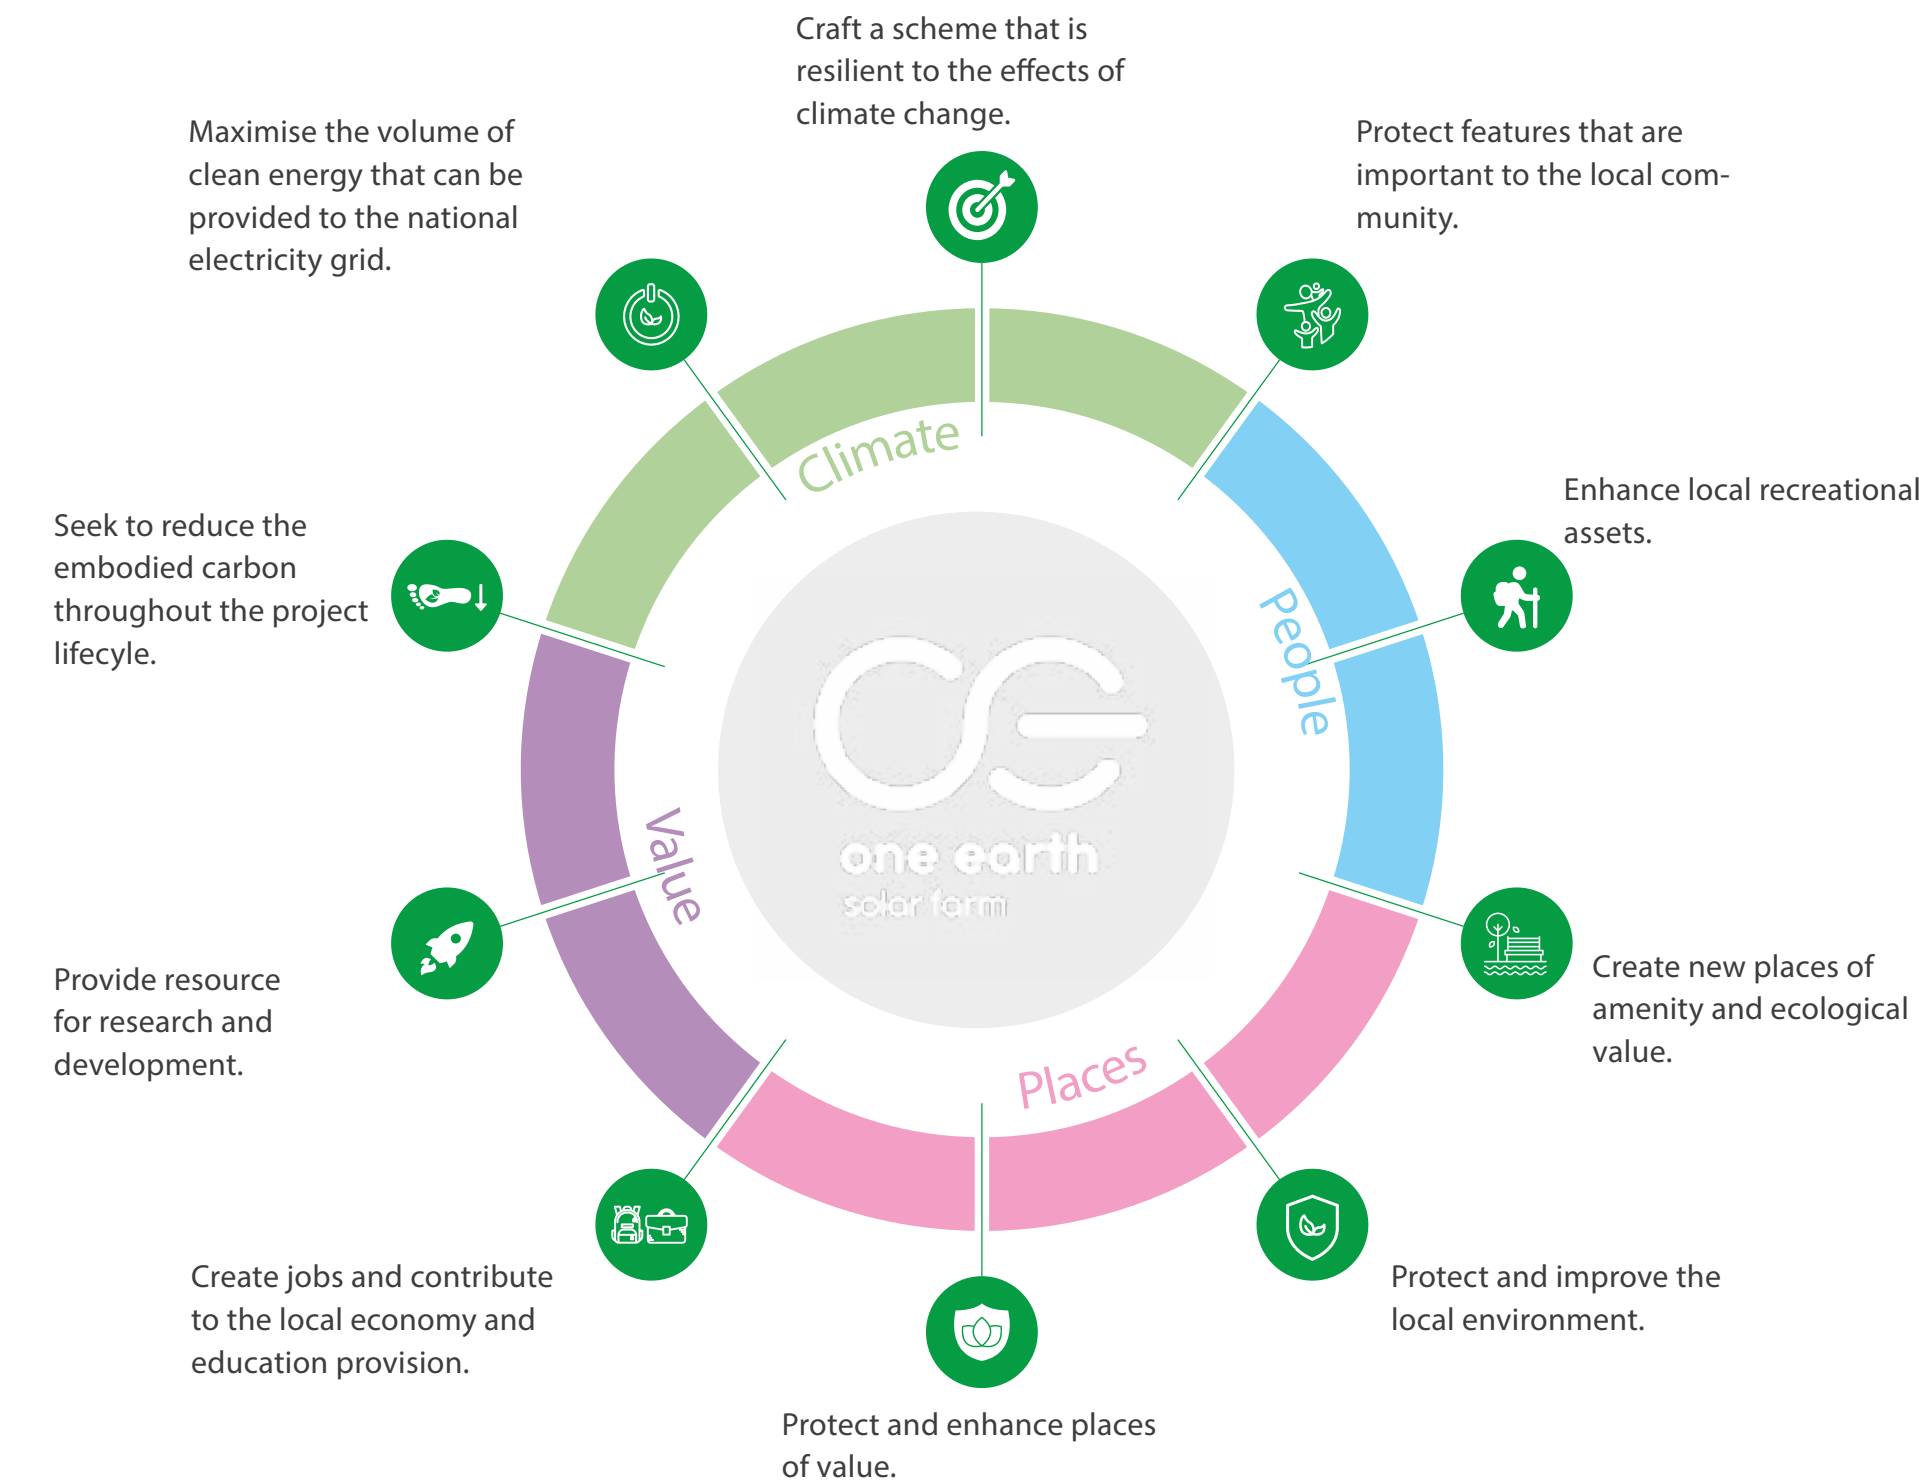 Craft a scheme that is
resilient to the effects of
climate change.
Maximise the volume of
clean energy that can be
provided to the national
electricity grid.
Protect features that are
important to the local com-
munity.
Climate
Enhance local recreational
assets.
Seek to reduce the
embodied carbon
throughout the project
lifecyle.
People
one earth
solar farm
Value
Provide resource
for research and
development.
Create new places of
amenity and ecological
value.
Places
Create jobs and contribute
to the local economy and
education provision.
Protect and improve the
local environment.
Protect and enhance places
of value.